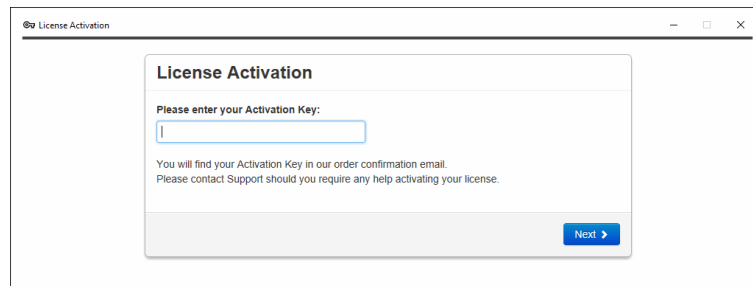 License Activation
License Activation
Please enter your Activation Key:
You will find your Activation Key in our order confirmation email.
Please contact Support should you require any help activating your license.
Next